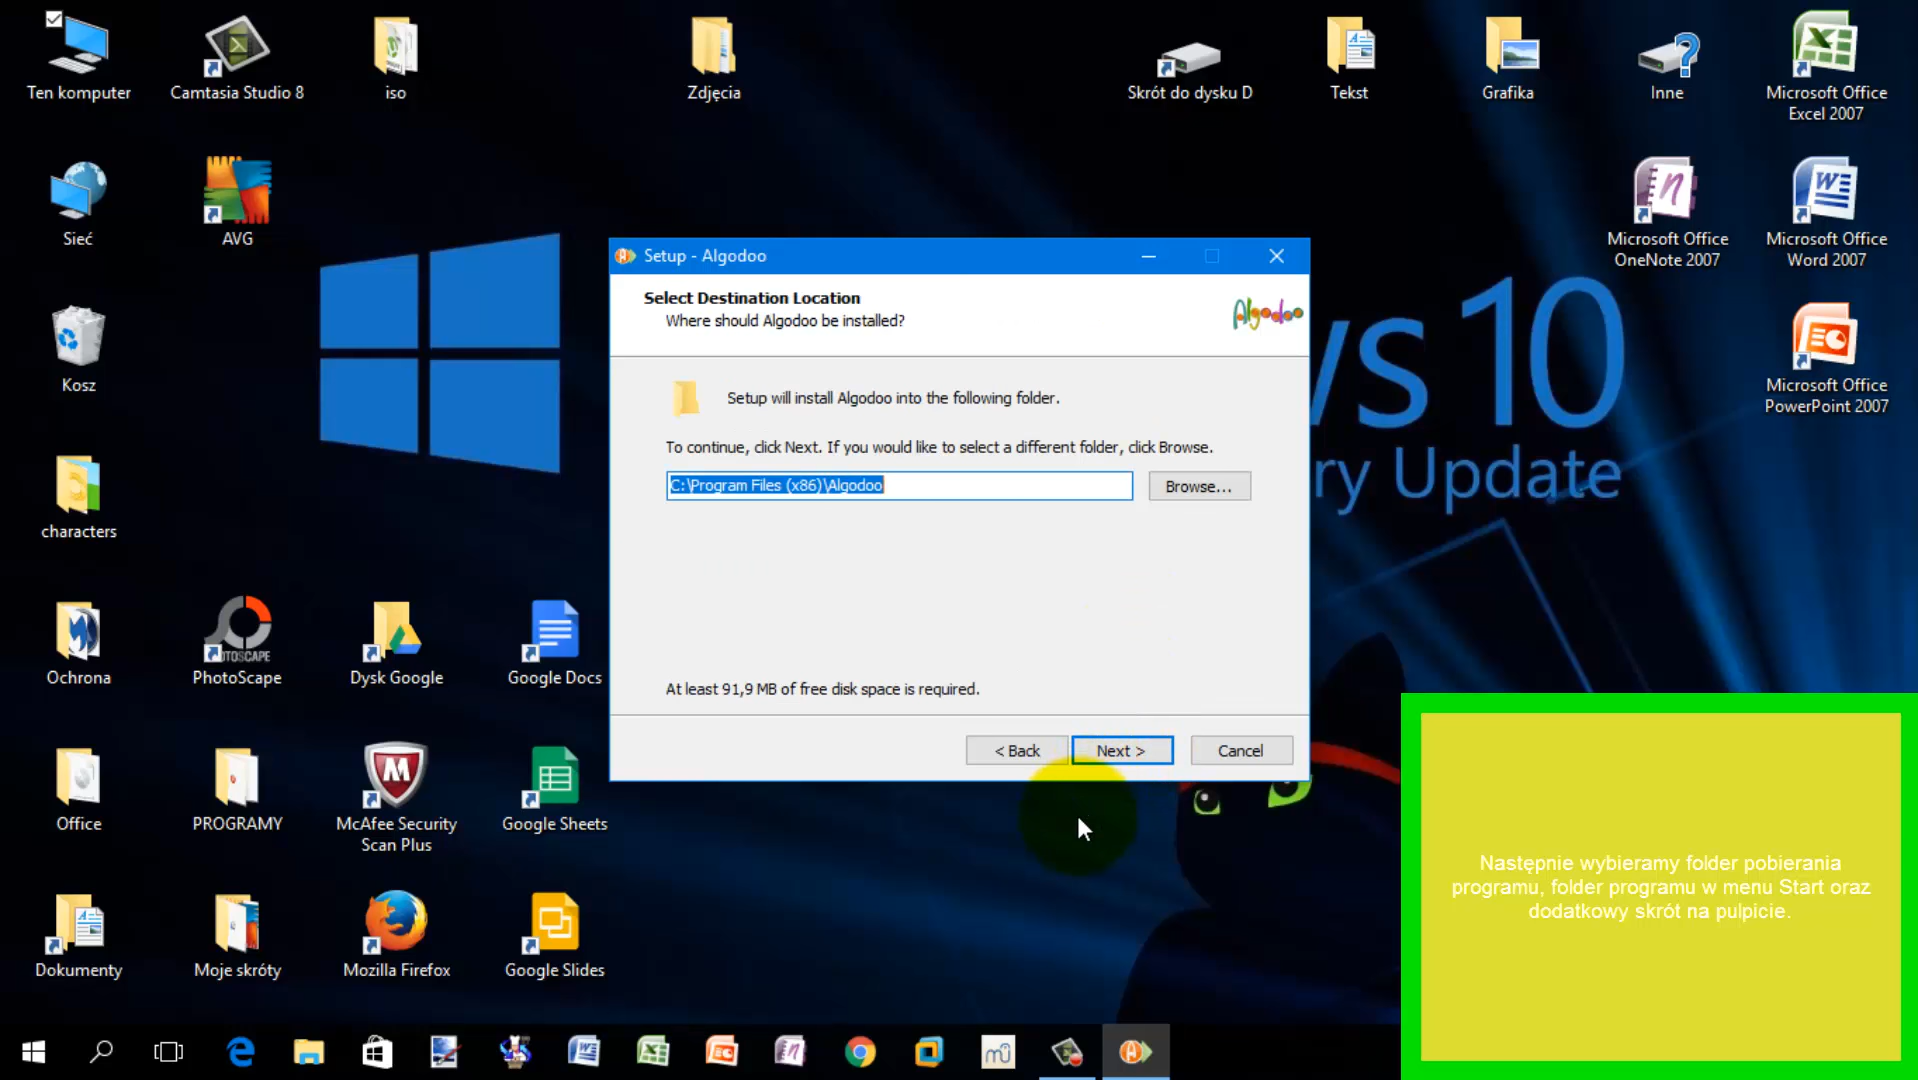 Ten komputer
Camtasia Studio 8
iso
Zdjęcia
Skrót do dysku D
Tekst
Grafika
Inne
Microsoft Office
Excel 2007
Sieć
AVG
Microsoft Office
OneNote 2007
Microsoft Office
Word 2007
Setup - Algodoo
Select Destination Location
Where should Algodoo be installed?
Algodoo
Setup will install Algodoo into the following folder.
To continue, click Next. If you would like to select a different folder, click Browse.
C:\Program Files (x86)\Algodoo
Browse...
At least 91,9 MB of free disk space is required.
< Back
Next >
Cancel
ws 10
ry Update
Kosz
Microsoft Office
PowerPoint 2007
characters
Ochrona
PhotoScape
Dysk Google
Google Docs
Office
PROGRAMY
McAfee Security
Scan Plus
Google Sheets
Dokumenty
Moje skróty
Mozilla Firefox
Google Slides
Następnie wybieramy folder pobierania
programu, folder programu w menu Start oraz
dodatkowy skrót na pulpicie.